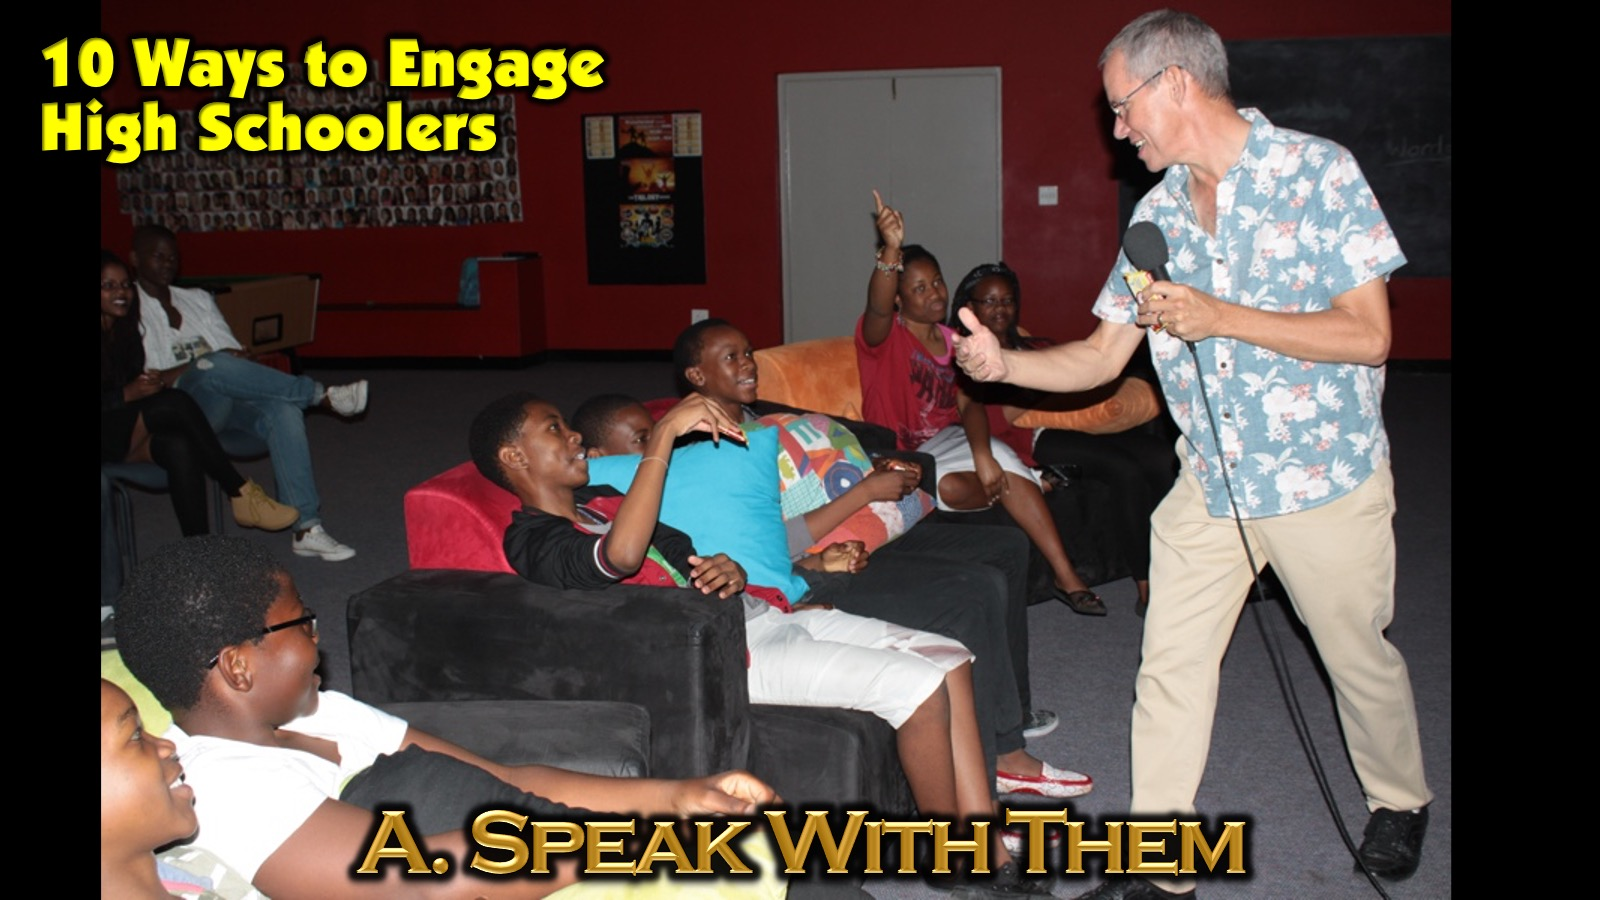 10 Ways to Engage
High Schoolers
A. Speak With Them